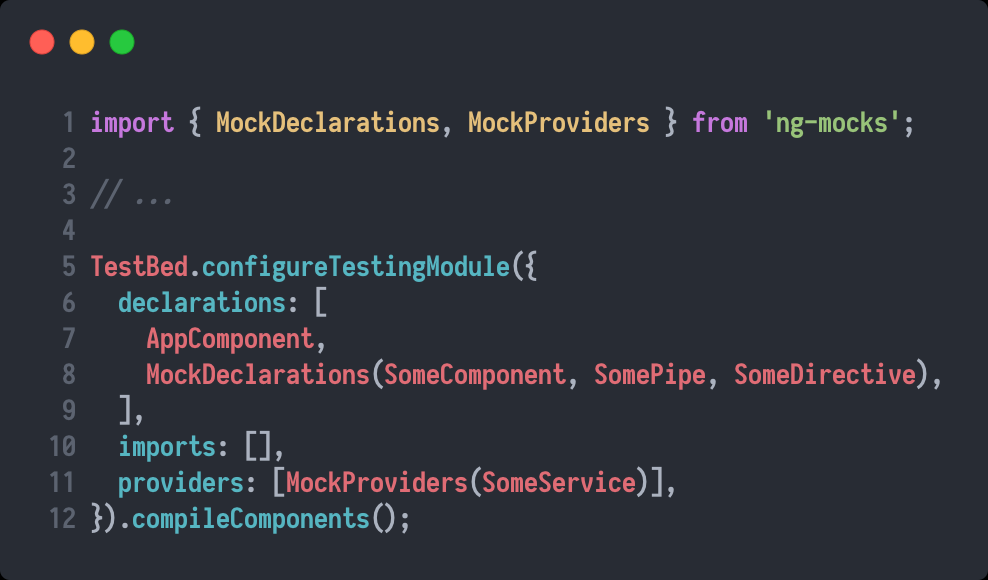 1 import { MockDeclarations, MockProviders } from 'ng-mocks';
2
3 // ...
4
5 TestBed.configureTestingModule({
6   declarations: [
7     AppComponent,
8     MockDeclarations(SomeComponent, SomePipe, SomeDirective),
9   ],
10   imports: [],
11   providers: [MockProviders(SomeService)],
12 }).compileComponents();